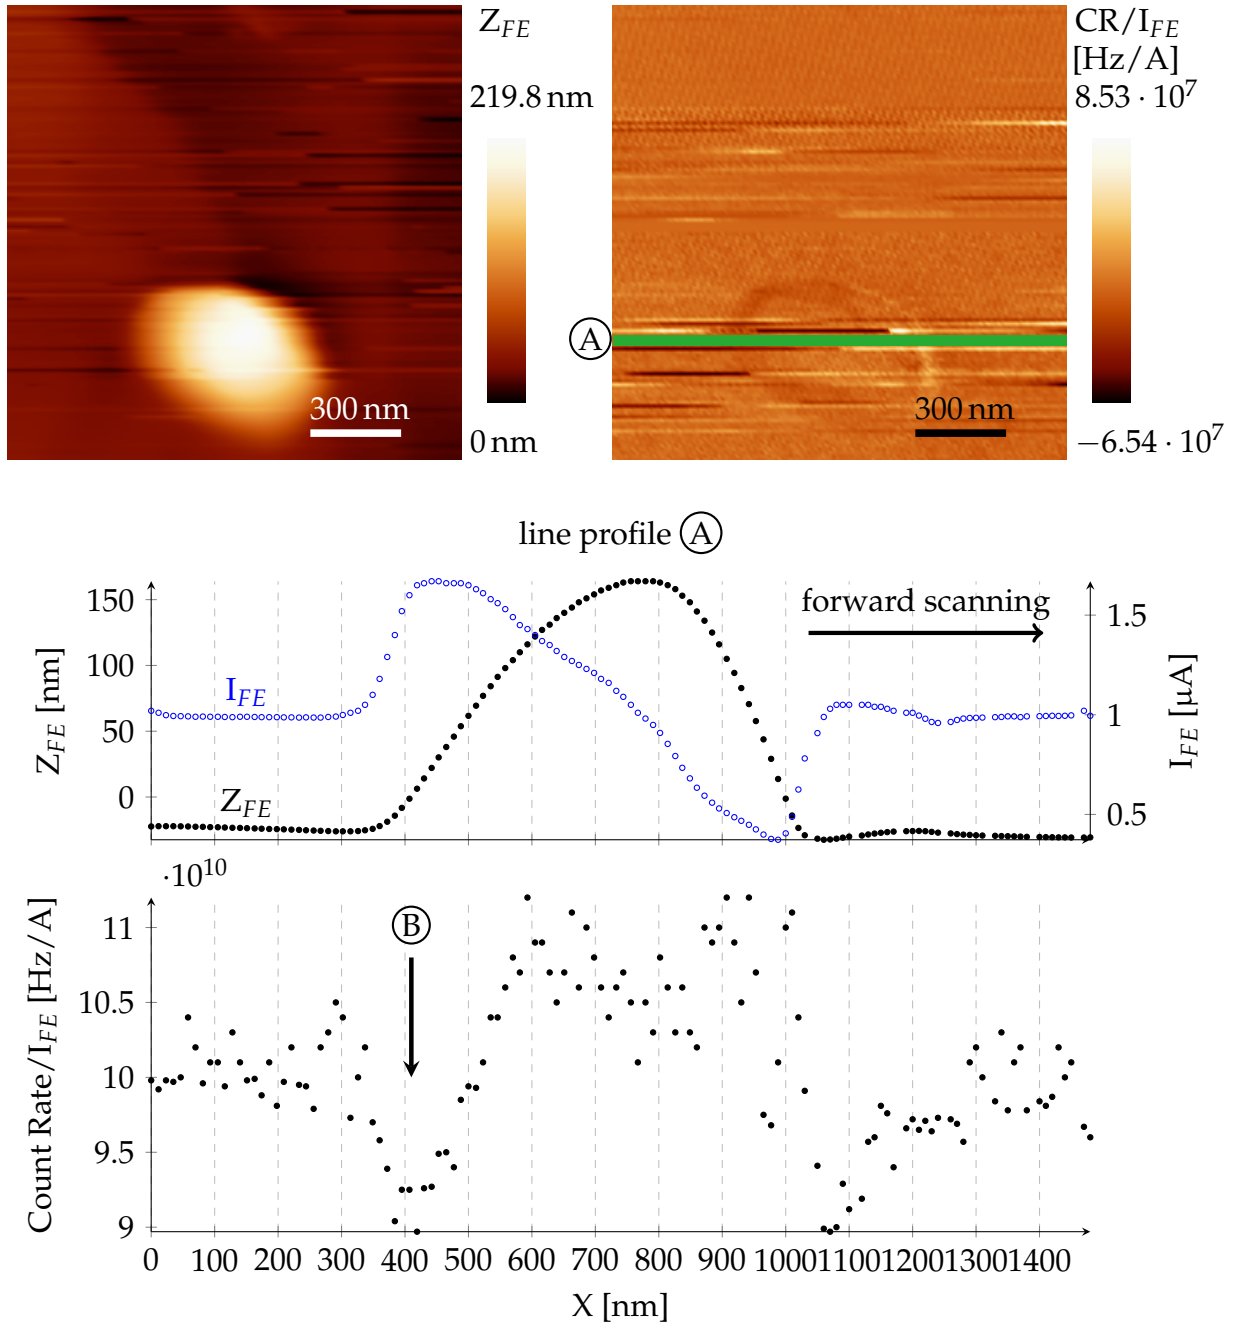 Z_FE
219.8 nm
0 nm
300 nm
CR/I_FE
[Hz/A]
8.53 · 10^7
−6.54 · 10^7
300 nm
A
line profile A
forward scanning
I_FE
Z_FE
Z_FE [nm]
150
100
50
0
1.5
1
0.5
I_FE [µA]
·10^10
B
Count Rate/I_FE [Hz/A]
11
10.5
10
9.5
9
0 100 200 300 400 500 600 700 800 900 1000 1100 1200 1300 1400
X [nm]